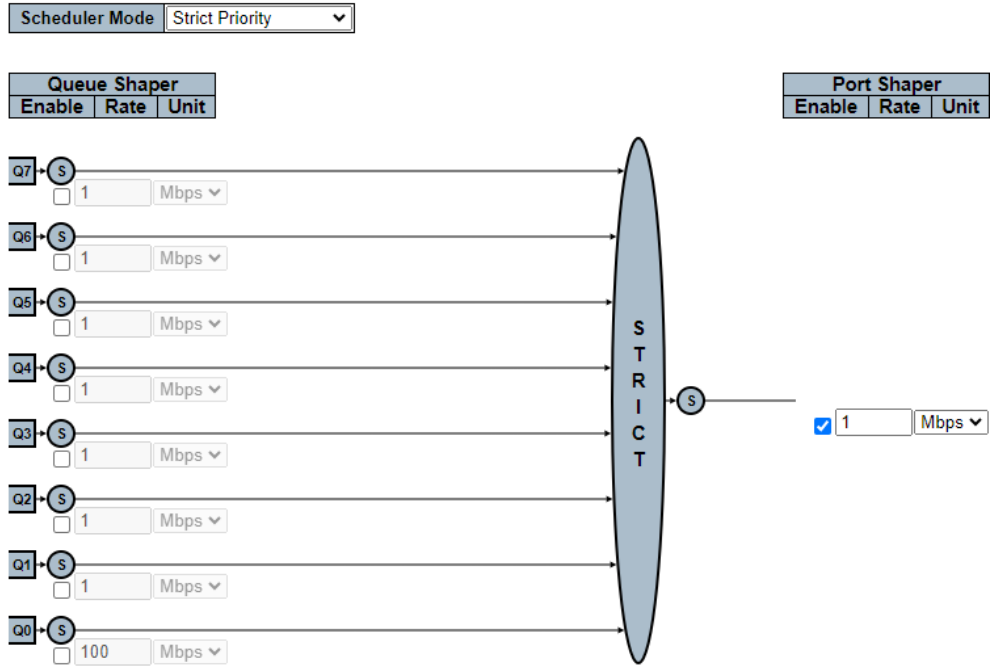 Scheduler Mode Strict Priority
Queue Shaper Port Shaper
Enable Rate Unit Enable Rate Unit
Q7 S
1 Mbps
Q6 S
1 Mbps
Q5 S
1 Mbps
Q4 S
1 Mbps
Q3 S
1 Mbps
Q2 S
1 Mbps
Q1 S
1 Mbps
Q0 S
100 Mbps
S
T
R
I
C
T
S
1 Mbps